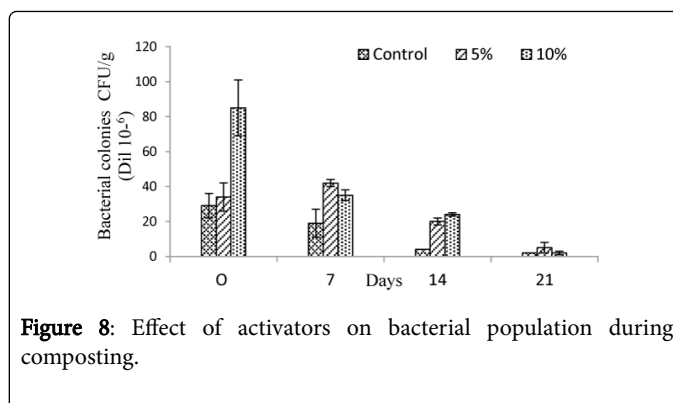 120
100
80
60
40
20
0
Bacterial colonies CFU/g
(Dil 10-⁶)
Control 5% 10%
O 7 Days 14 21
Figure 8: Effect of activators on bacterial population during
composting.